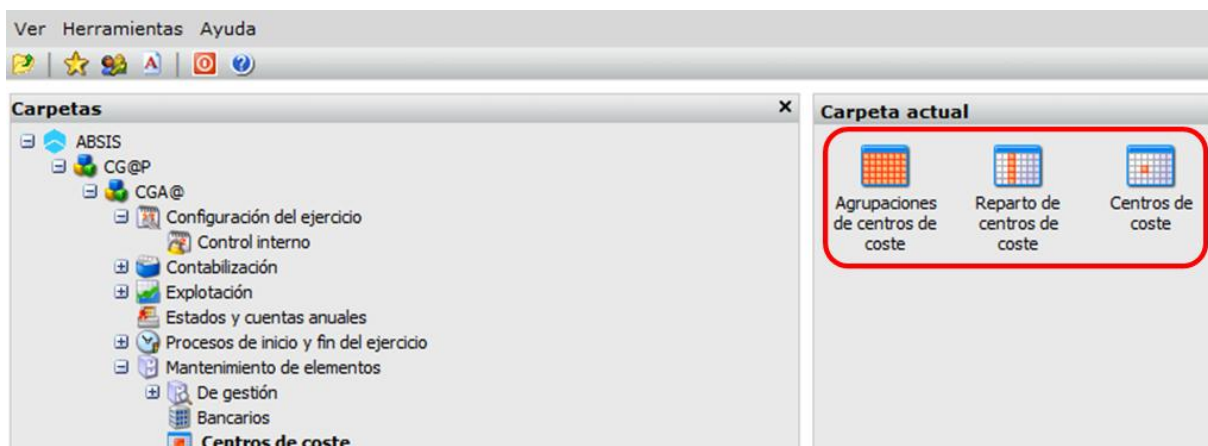 Ver Herramientas Ayuda
Carpetas
ABSIS
CG@P
CGA@
Configuración del ejercicio
Control interno
Contabilización
Explotación
Estados y cuentas anuales
Procesos de inicio y fin del ejercicio
Mantenimiento de elementos
De gestión
Bancarios
Centros de coste
Carpeta actual
Agrupaciones
de centros de
coste
Reparto de
centros de
coste
Centros de
coste